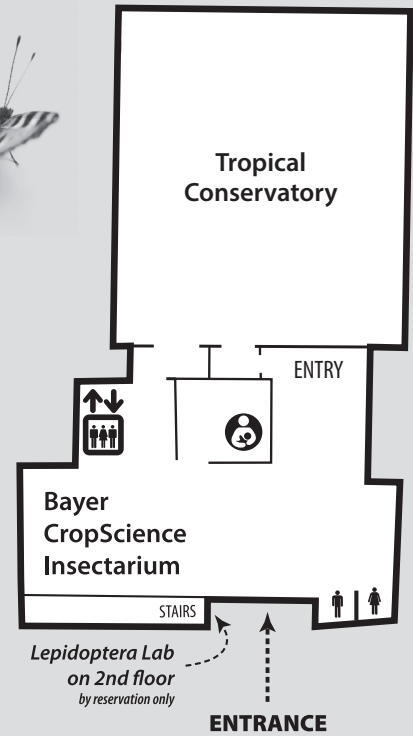 Tropical
Conservatory
ENTRY
Bayer
CropScience
Insectarium
STAIRS
Lepidoptera Lab
on 2nd floor
by reservation only
ENTRANCE